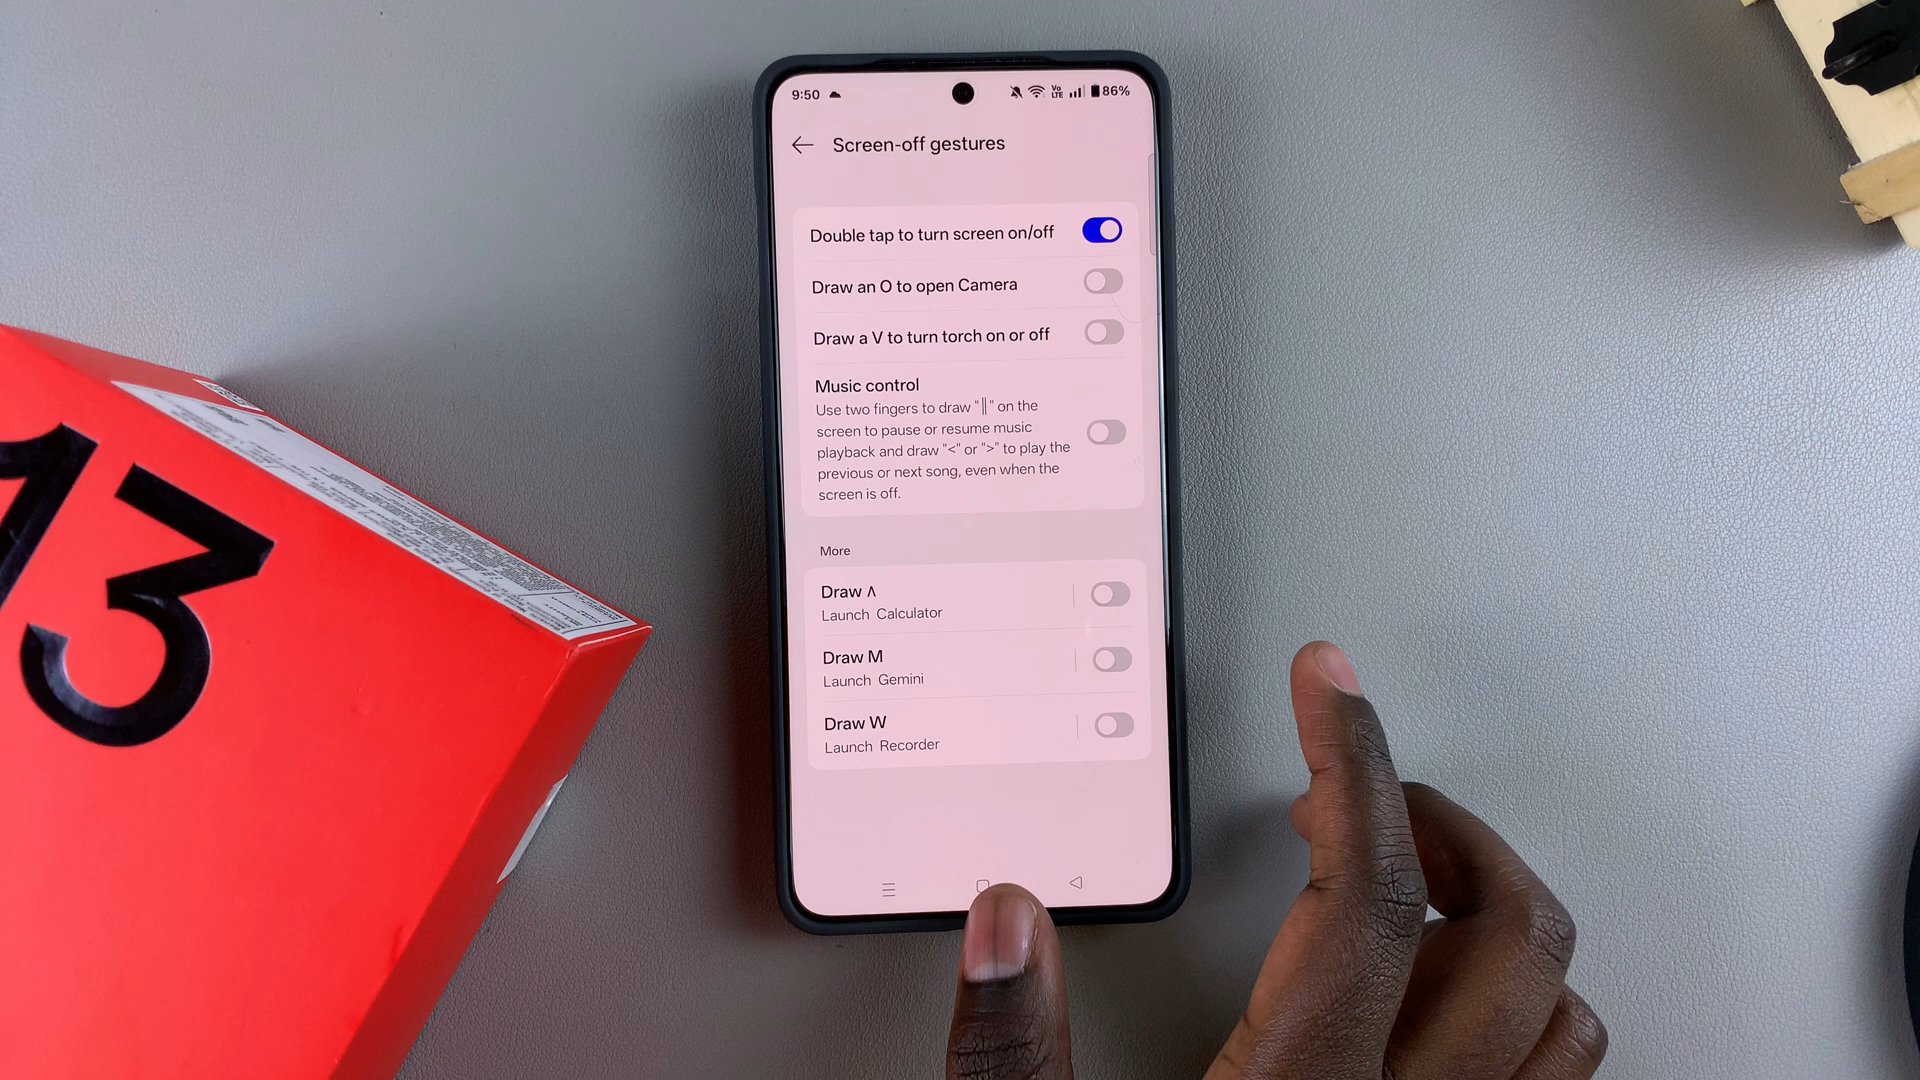 9:50
Vo
LTE
86%
Screen-off gestures
Double tap to turn screen on/off
Draw an O to open Camera
Draw a V to turn torch on or off
Music control
Use two fingers to draw "||" on the
screen to pause or resume music
playback and draw "<" or ">" to play the
previous or next song, even when the
screen is off.
More
Draw Λ
Launch Calculator
Draw M
Launch Gemini
Draw W
Launch Recorder
13